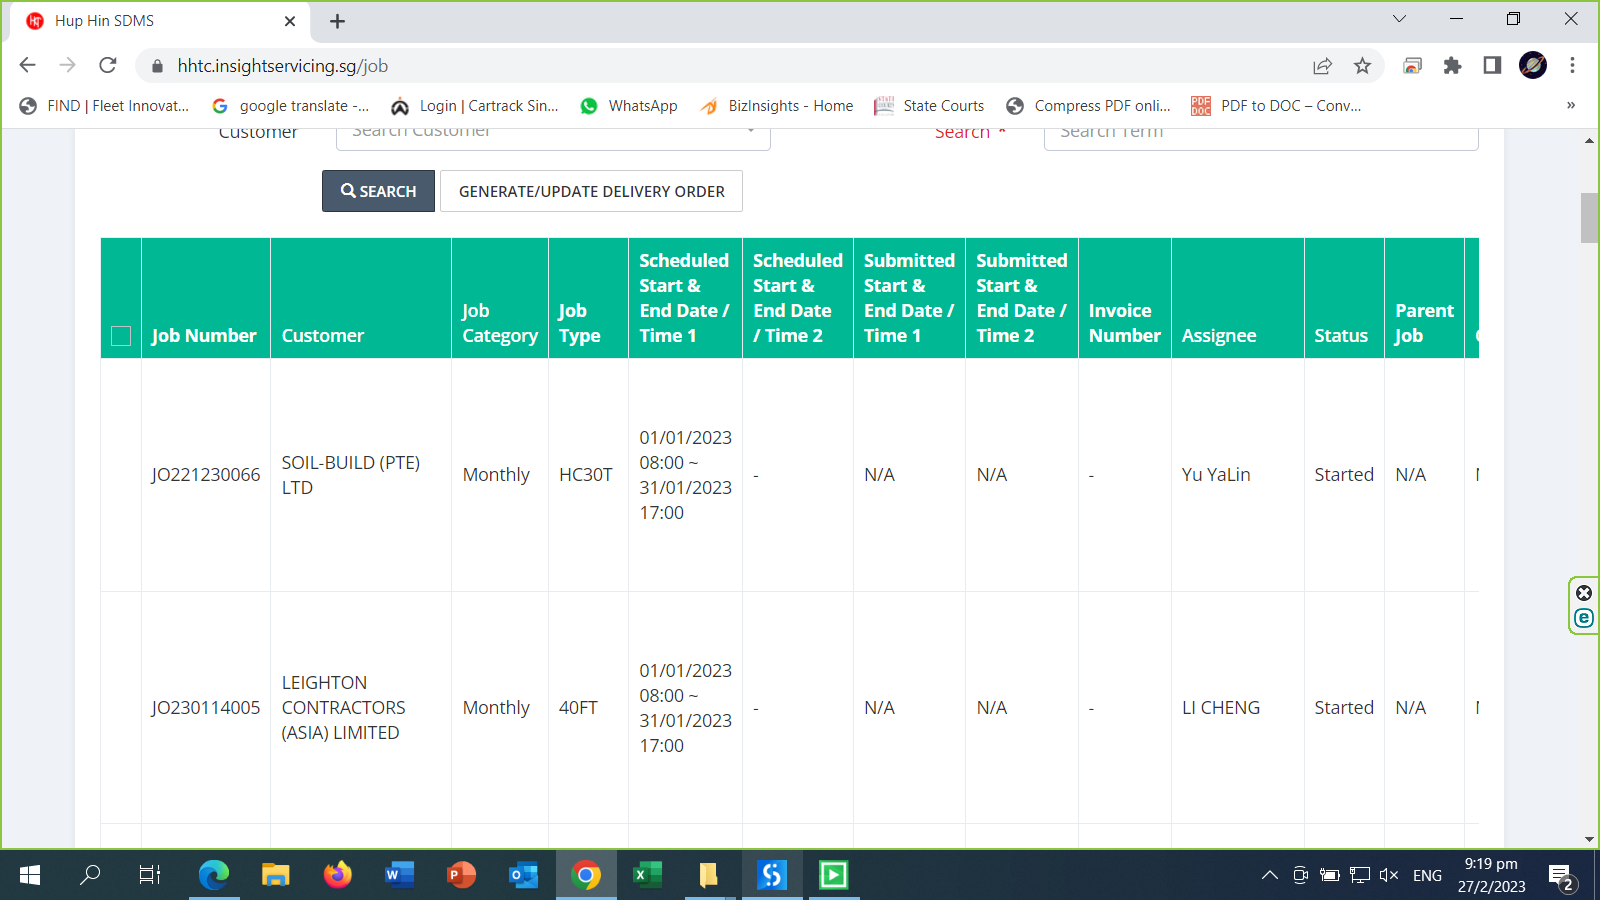 Hup Hin SDMS
hhtc.insightservicing.sg/job
FIND | Fleet Innovat...
google translate -...
Login | Cartrack Sin...
WhatsApp
BizInsights - Home
State Courts
Compress PDF onli...
PDF to DOC – Conv...
»
Customer
Search Customer
Search *
Search Term
SEARCH
GENERATE/UPDATE DELIVERY ORDER
Job Number
Customer
Job
Category
Job
Type
Scheduled
Start &
End Date /
Time 1
Scheduled
Start &
End Date
/ Time 2
Submitted
Start &
End Date /
Time 1
Submitted
Start &
End Date /
Time 2
Invoice
Number
Assignee
Status
Parent
Job
JO221230066
SOIL-BUILD (PTE)
LTD
Monthly
HC30T
01/01/2023
08:00 ~
31/01/2023
17:00
-
N/A
N/A
-
Yu YaLin
Started
N/A
JO230114005
LEIGHTON
CONTRACTORS
(ASIA) LIMITED
Monthly
40FT
01/01/2023
08:00 ~
31/01/2023
17:00
-
N/A
N/A
-
LI CHENG
Started
N/A
ENG
9:19 pm
27/2/2023
2